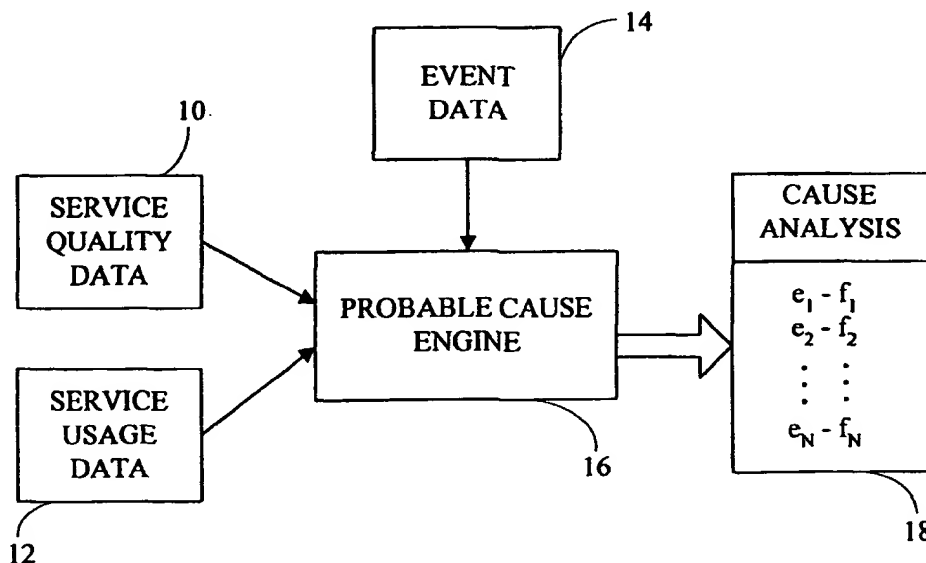 14
EVENT
DATA
10
SERVICE
QUALITY
DATA
CAUSE
ANALYSIS
PROBABLE CAUSE
ENGINE
e1 - f1
e2 - f2
. .
. .
. .
eN - fN
SERVICE
USAGE
DATA
16
18
12